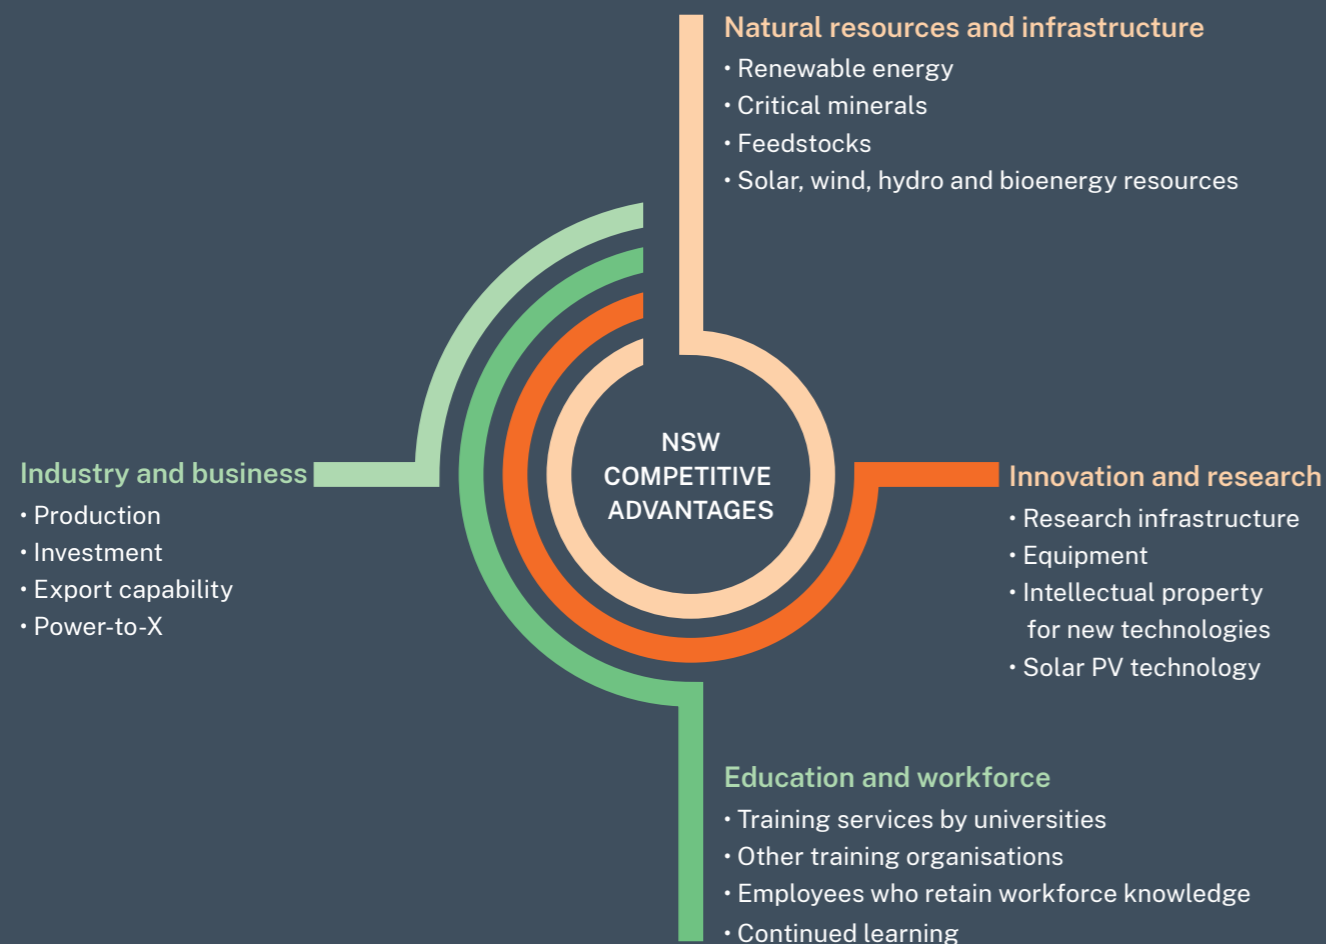 Natural resources and infrastructure
• Renewable energy
• Critical minerals
• Feedstocks
• Solar, wind, hydro and bioenergy resources
NSW
COMPETITIVE
ADVANTAGES
Industry and business
• Production
• Investment
• Export capability
• Power-to-X
Innovation and research
• Research infrastructure
• Equipment
• Intellectual property
for new technologies
• Solar PV technology
Education and workforce
• Training services by universities
• Other training organisations
• Employees who retain workforce knowledge
• Continued learning